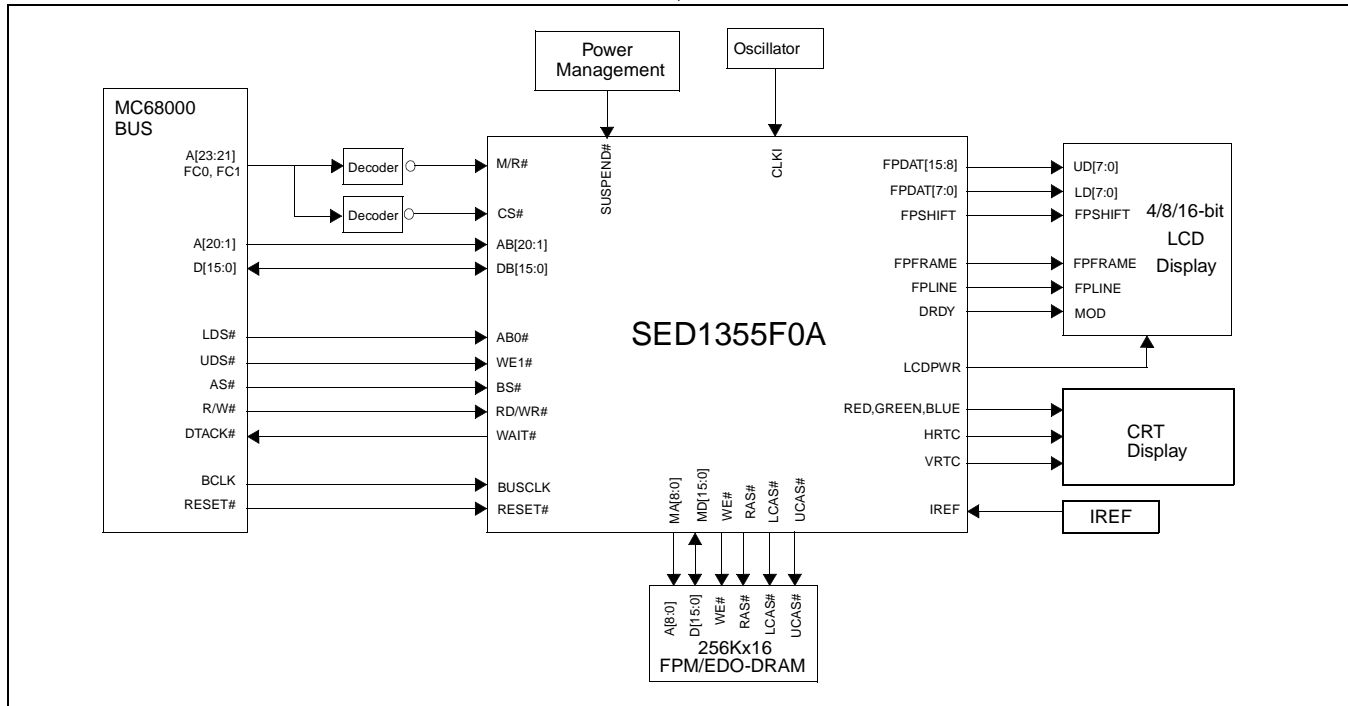 Power
Management
Oscillator
MC68000
BUS
A[23:21]
FC0, FC1
Decoder
M/R#
SUSPEND#
CLKI
FPDAT[15:8]
UD[7:0]
FPDAT[7:0]
LD[7:0]
Decoder
CS#
FPSHIFT
FPSHIFT
4/8/16-bit
LCD
Display
A[20:1]
AB[20:1]
D[15:0]
DB[15:0]
FPFRAME
FPFRAME
FPLINE
FPLINE
DRDY
MOD
SED1355F0A
LDS#
AB0#
UDS#
WE1#
LCDPWR
AS#
BS#
R/W#
RD/WR#
RED,GREEN,BLUE
DTACK#
WAIT#
HRTC
CRT
Display
VRTC
BCLK
BUSCLK
RESET#
RESET#
MA[8:0]
MD[15:0]
WE#
RAS#
LCAS#
UCAS#
IREF
IREF
A[8:0]
D[15:0]
WE#
RAS#
LCAS#
UCAS#
256Kx16
FPM/EDO-DRAM